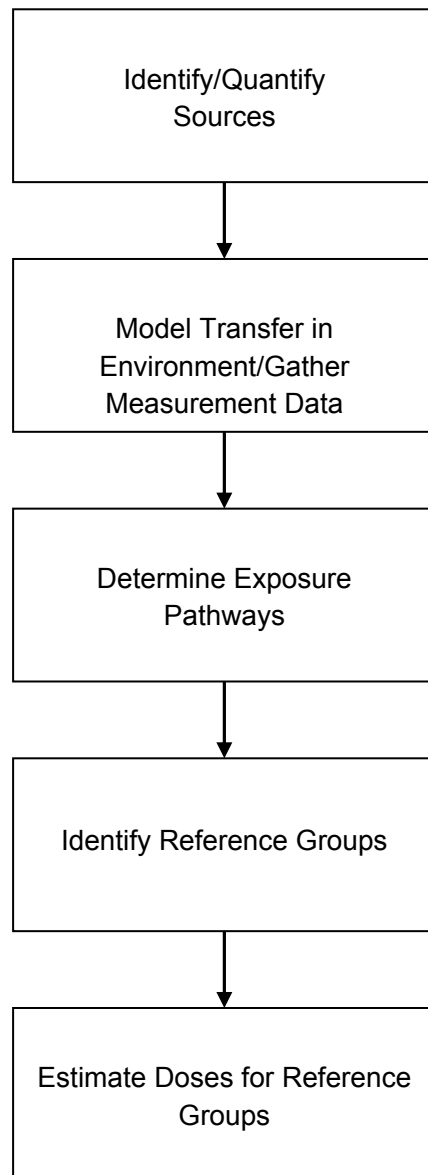 Identify/Quantify
Sources
Model Transfer in
Environment/Gather
Measurement Data
Determine Exposure
Pathways
Identify Reference Groups
Estimate Doses for Reference
Groups